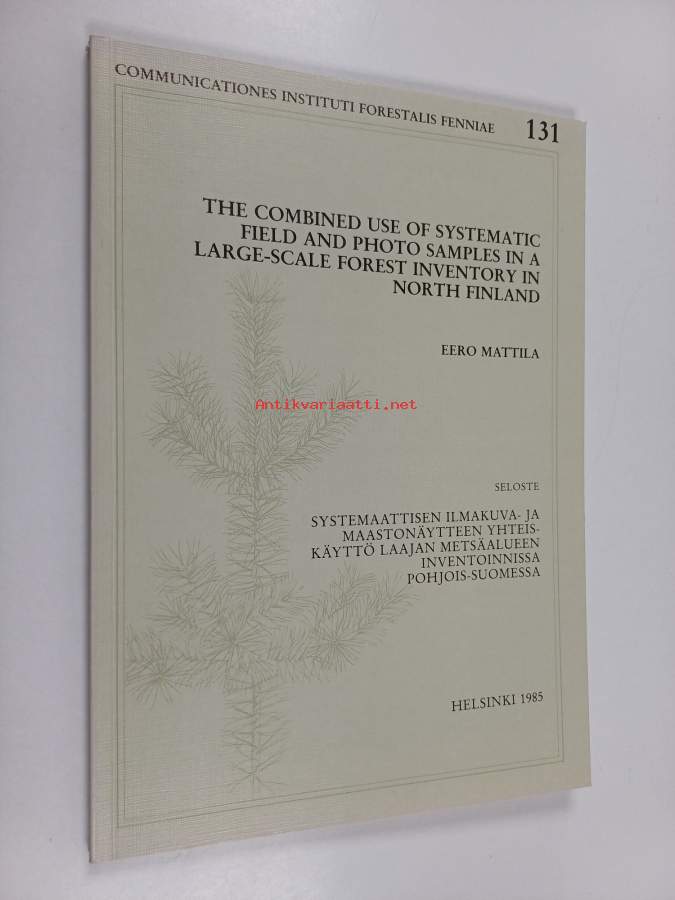 COMMUNICATIONES INSTITUTI FORESTALIS FENNIAE 131
THE COMBINED USE OF SYSTEMATIC
FIELD AND PHOTO SAMPLES IN A
LARGE-SCALE FOREST INVENTORY IN
NORTH FINLAND
EERO MATTILA
Antikvariaatti.net
SELOSTE
SYSTEMAATTISEN ILMAKUVA- JA
MAASTONÄYTTEEN YHTEIS-
KÄYTTÖ LAAJAN METSÄALUEEN
INVENTOINNISSA
POHJOIS-SUOMESSA
HELSINKI 1985